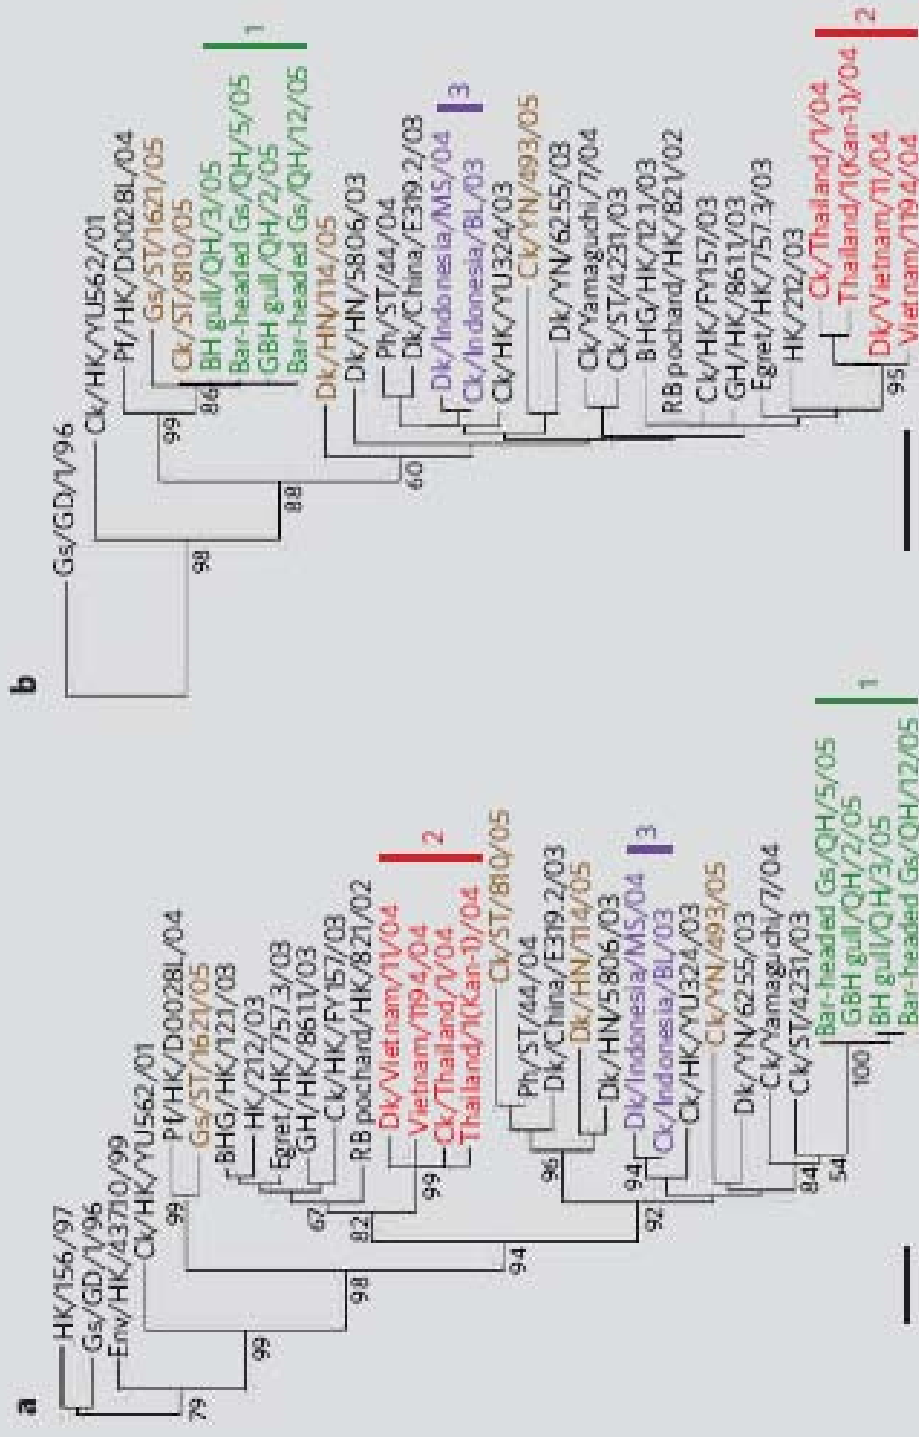 a
HK/156/97
Gs/GD/1/96
Env/HK/43710/99
Ck/HK/YU562/01
Pf/HK/D0028L/04
Gs/ST/1621/05
BHG/HK/12.1/03
HK/212/03
Egret/HK/757.3/03
GH/HK/861.1/03
Ck/HK/FY157/03
RB pochard/HK/821/02
Dk/Vietnam/11/04
Vietnam/1194/04
Ck/Thailand/1/04
Thailand/1(Kan-1)/04
2
Ck/ST/810/05
Ph/ST/44/04
Dk/China/E319.2/03
Dk/HN/114/05
Dk/HN/5806/03
Dk/Indonesia/MS/04
Ck/Indonesia/BL/03
3
Ck/HK/YU324/03
Ck/YN/493/05
Dk/YN/6255/03
Ck/Yamaguchi/7/04
Ck/ST/4231/03
Bar-headed Gs/QH/5/05
GBH gull/QH/2/05
BH gull/QH/3/05
Bar-headed Gs/QH/12/05
1
79
99
98
99
94
82
67
99
92
96
94
84
54
100
b
Gs/GD/1/96
Ck/HK/YU562/01
Pf/HK/D0028L/04
Gs/ST/1621/05
Ck/ST/810/05
BH gull/QH/3/05
Bar-headed Gs/QH/5/05
GBH gull/QH/2/05
Bar-headed Gs/QH/12/05
1
Dk/HN/114/05
Dk/HN/5806/03
Ph/ST/44/04
Dk/China/E319.2/03
Dk/Indonesia/MS/04
Ck/Indonesia/BL/03
3
Ck/HK/YU324/03
Ck/YN/493/05
Dk/YN/6255/03
Ck/Yamaguchi/7/04
Ck/ST/4231/03
BHG/HK/12.1/03
RB pochard/HK/821/02
Ck/HK/FY157/03
GH/HK/861.1/03
Egret/HK/757.3/03
HK/212/03
Ck/Thailand/1/04
Thailand/1(Kan-1)/04
Dk/Vietnam/11/04
Vietnam/1194/04
2
98
88
99
86
60
95